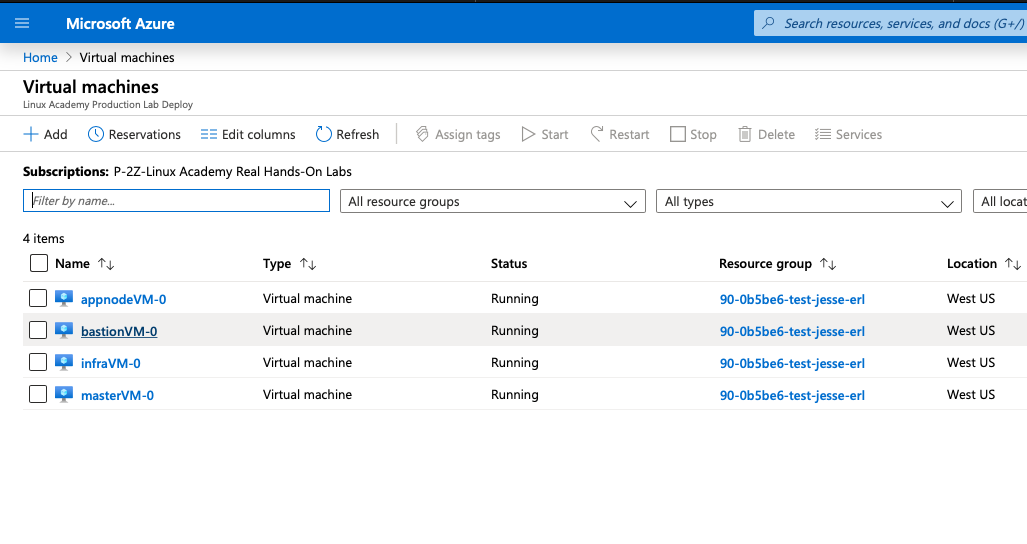 Microsoft Azure
Search resources, services, and docs (G+/)
Home > Virtual machines
Virtual machines
Linux Academy Production Lab Deploy
Add Reservations Edit columns Refresh Assign tags Start Restart Stop Delete Services
Subscriptions: P-2Z-Linux Academy Real Hands-On Labs
Filter by name... All resource groups All types All locat
4 items
Name Type Status Resource group Location
appnodeVM-0 Virtual machine Running 90-0b5be6-test-jesse-erl West US
bastionVM-0 Virtual machine Running 90-0b5be6-test-jesse-erl West US
infraVM-0 Virtual machine Running 90-0b5be6-test-jesse-erl West US
masterVM-0 Virtual machine Running 90-0b5be6-test-jesse-erl West US